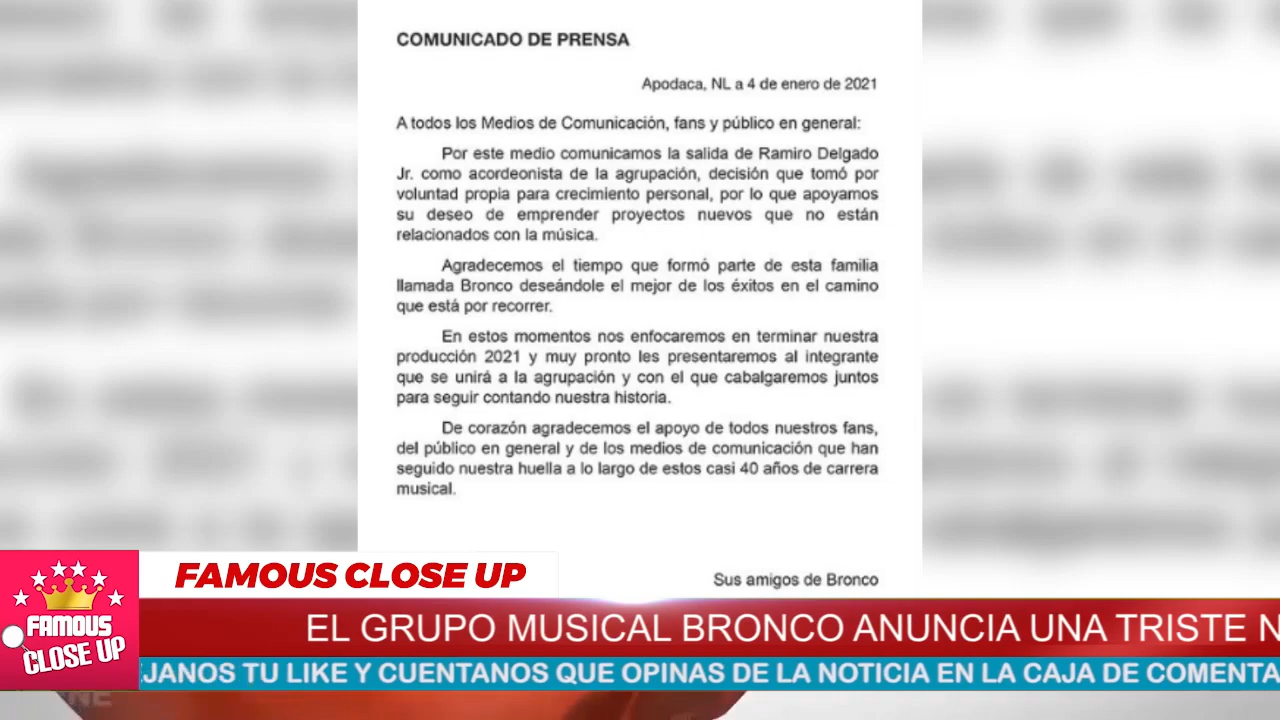 COMUNICADO DE PRENSA
Apodaca, NL a 4 de enero de 2021
A todos los Medios de Comunicación, fans y público en general:
Por este medio comunicamos la salida de Ramiro Delgado
Jr. como acordeonista de la agrupación, decisión que tomó por
voluntad propia para crecimiento personal, por lo que apoyamos
su deseo de emprender proyectos nuevos que no están
relacionados con la música.
Agradecemos el tiempo que formó parte de esta familia
llamada Bronco deseándole el mejor de los éxitos en el camino
que está por recorrer.
En estos momentos nos enfocaremos en terminar nuestra
producción 2021 y muy pronto les presentaremos al integrante
que se unirá a la agrupación y con el que cabalgaremos juntos
para seguir contando nuestra historia.
De corazón agradecemos el apoyo de todos nuestros fans,
del público en general y de los medios de comunicación que han
seguido nuestra huella a lo largo de estos casi 40 años de carrera
musical.
Sus amigos de Bronco
FAMOUS CLOSE UP
FAMOUS
CLOSE UP
EL GRUPO MUSICAL BRONCO ANUNCIA UNA TRISTE N
EJANOS TU LIKE Y CUENTANOS QUE OPINAS DE LA NOTICIA EN LA CAJA DE COMENTA
NE